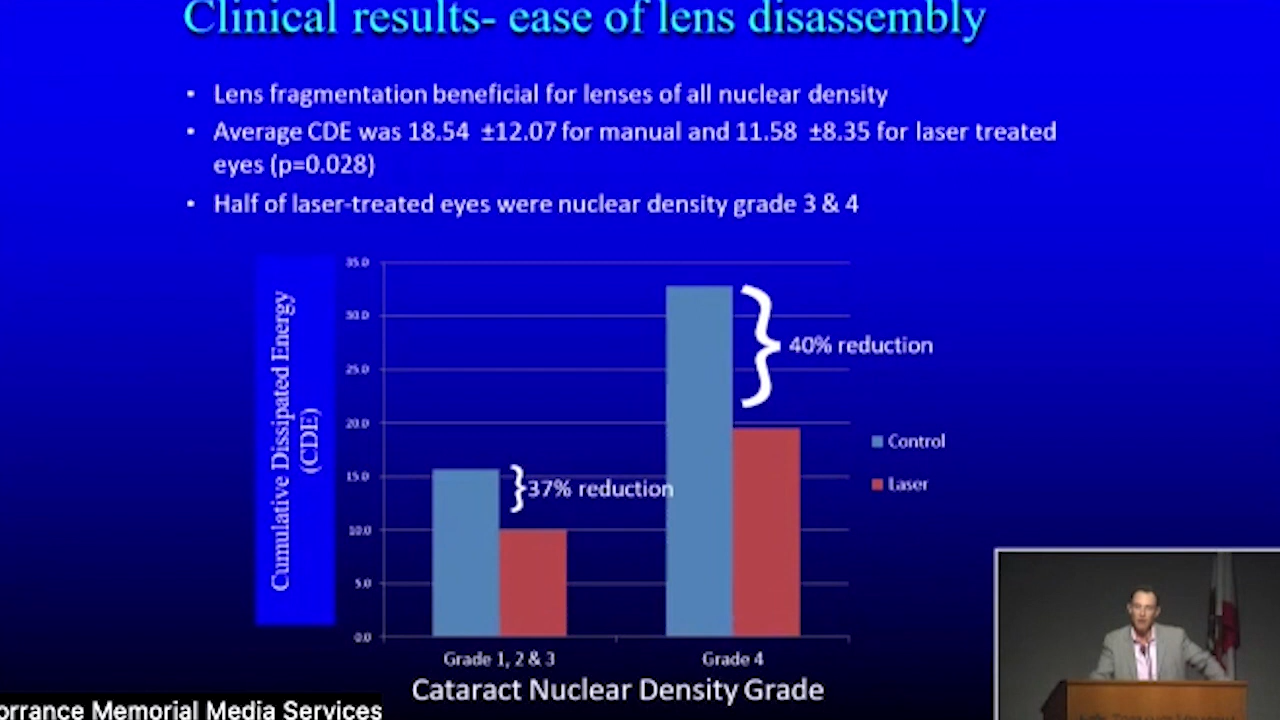 Clinical results- ease of lens disassembly
• Lens fragmentation beneficial for lenses of all nuclear density
• Average CDE was 18.54 ±12.07 for manual and 11.58 ±8.35 for laser treated
eyes (p=0.028)
• Half of laser-treated eyes were nuclear density grade 3 & 4
Cumulative Dissipated Energy
(CDE)
35.0
30.0
25.0
20.0
15.0
10.0
5.0
0.0
40% reduction
37% reduction
Control
Laser
Grade 1, 2 & 3
Grade 4
Cataract Nuclear Density Grade
orrance Memorial Media Services